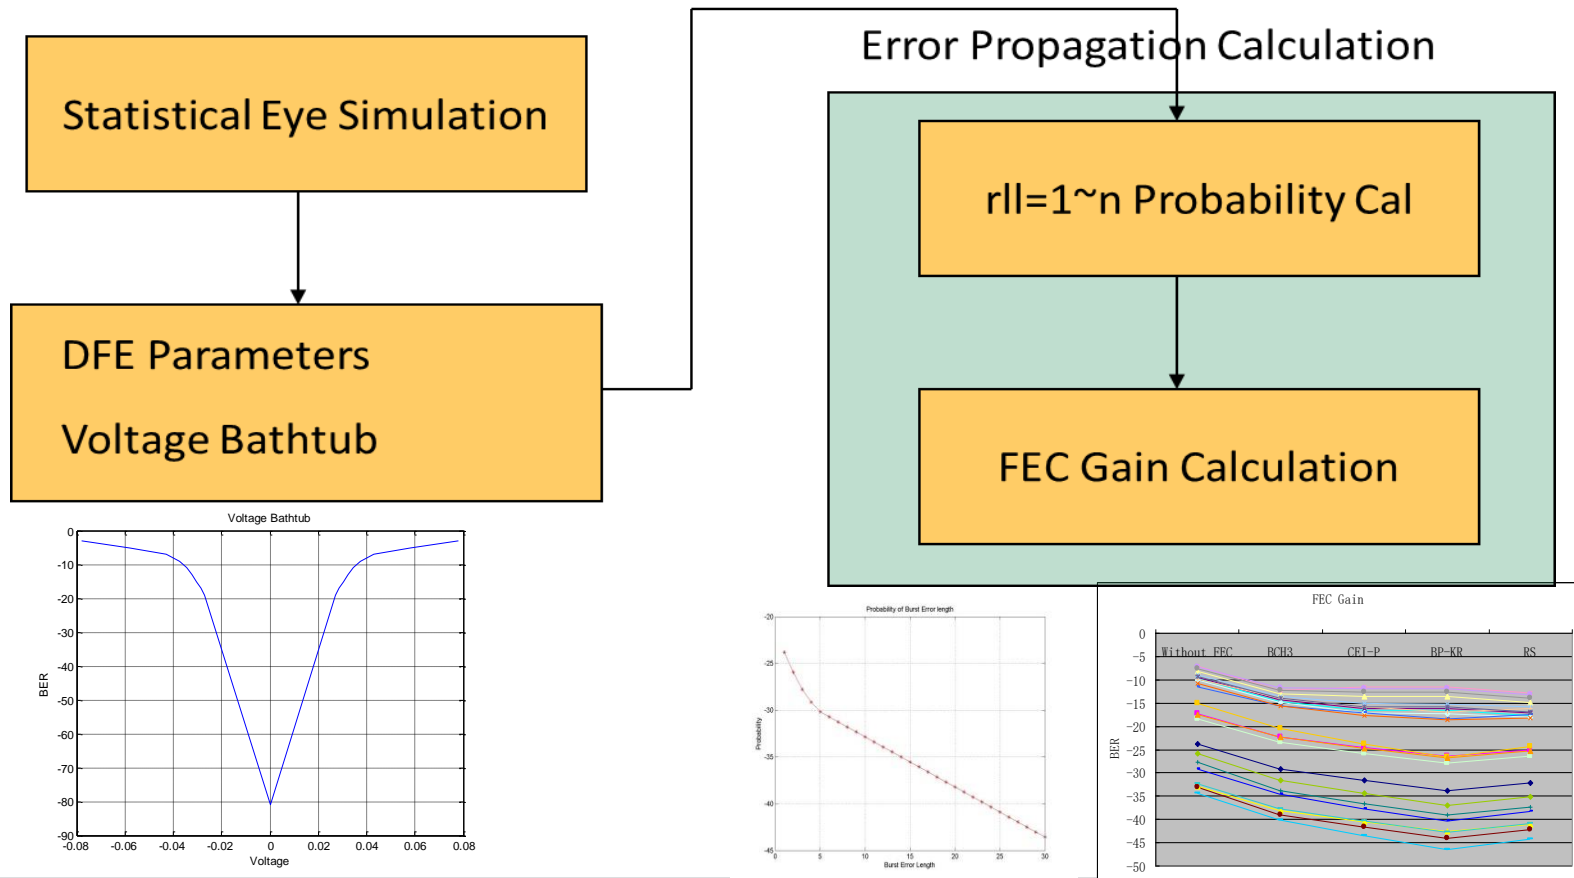 Statistical Eye Simulation
DFE Parameters
Voltage Bathtub
Error Propagation Calculation
rll=1~n Probability Cal
FEC Gain Calculation
Voltage Bathtub
BER
0
-10
-20
-30
-40
-50
-60
-70
-80
-90
-0.08 -0.06 -0.04 -0.02 0 0.02 0.04 0.06 0.08
Voltage
Probability of Burst Error length
Probability
-20
-25
-30
-35
-40
-45
0 5 10 15 20 25 30
Burst Error Length
FEC Gain
BER
0
-5
-10
-15
-20
-25
-30
-35
-40
-45
-50
Without FEC BCH3 CEI-P BP-KR RS